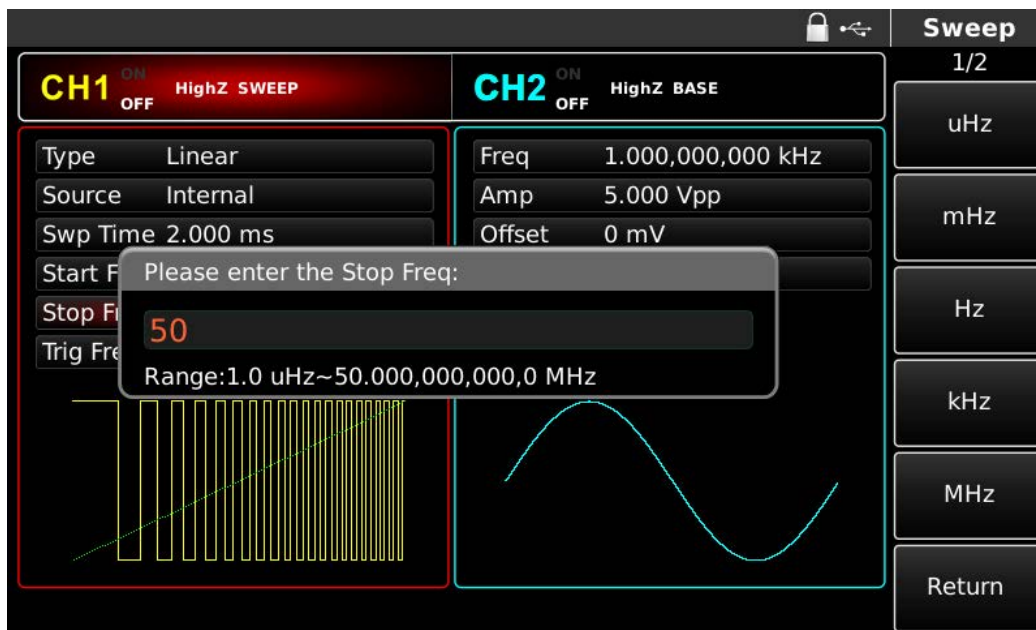 Sweep
1/2
CH1 ON OFF HighZ SWEEP
CH2 ON OFF HighZ BASE
Type Linear
Source Internal
Swp Time 2.000 ms
Start F
Stop Fr
Trig Fre
Freq 1.000,000,000 kHz
Amp 5.000 Vpp
Offset 0 mV
Please enter the Stop Freq:
50
Range:1.0 uHz~50.000,000,000,0 MHz
uHz
mHz
Hz
kHz
MHz
Return